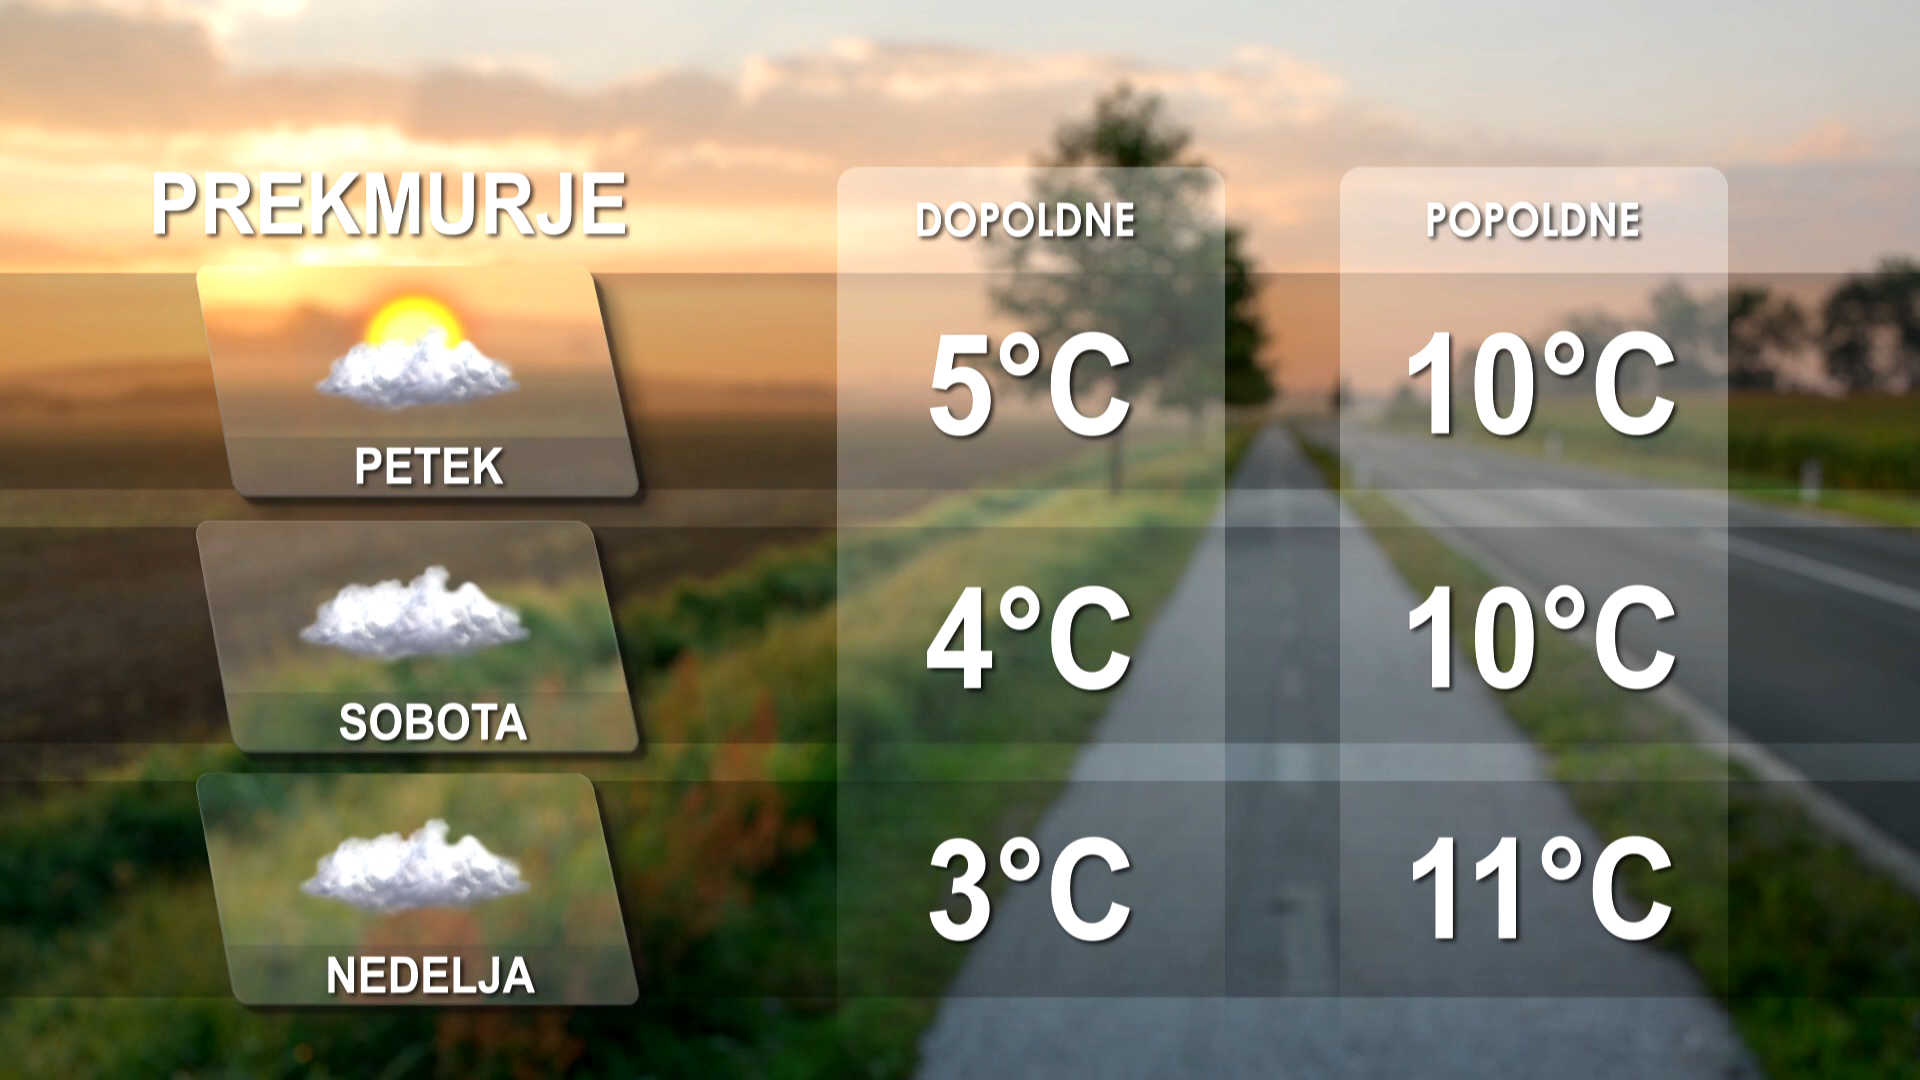 PREKMURJE
DOPOLDNE POPOLDNE
5°C 10°C
PETEK
4°C 10°C
SOBOTA
3°C 11°C
NEDELJA